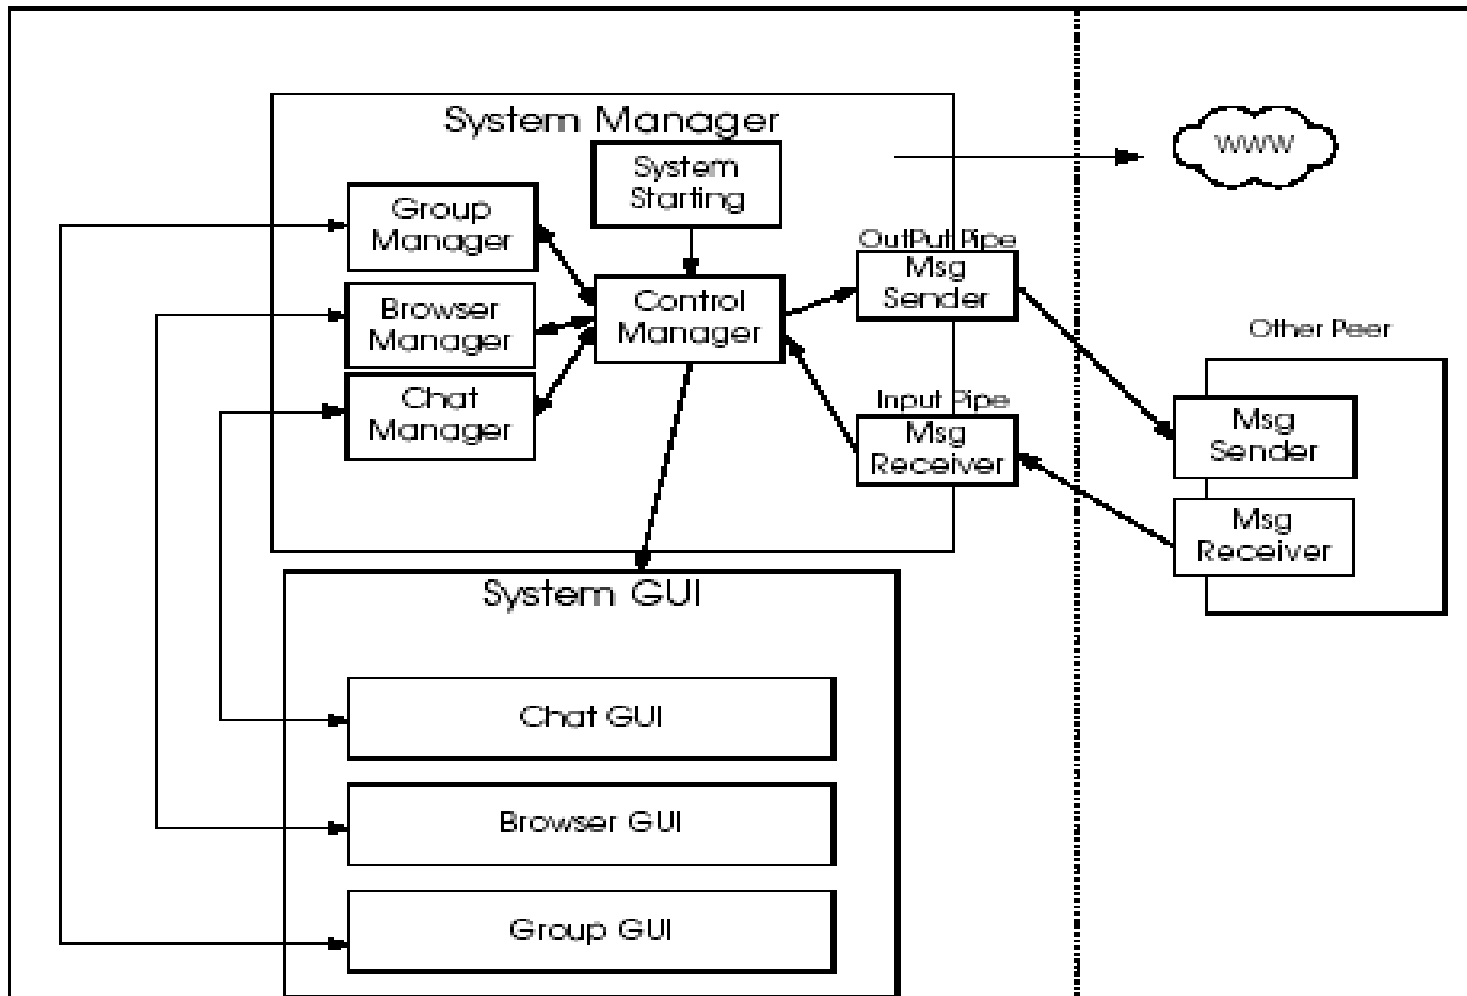 System Manager
System
Starting
WWW
Group
Manager
OutPut Pipe
Msg
Sender
Browser
Manager
Control
Manager
Other Peer
Chat
Manager
Input Pipe
Msg
Receiver
Msg
Sender
Msg
Receiver
System GUI
Chat GUI
Browser GUI
Group GUI